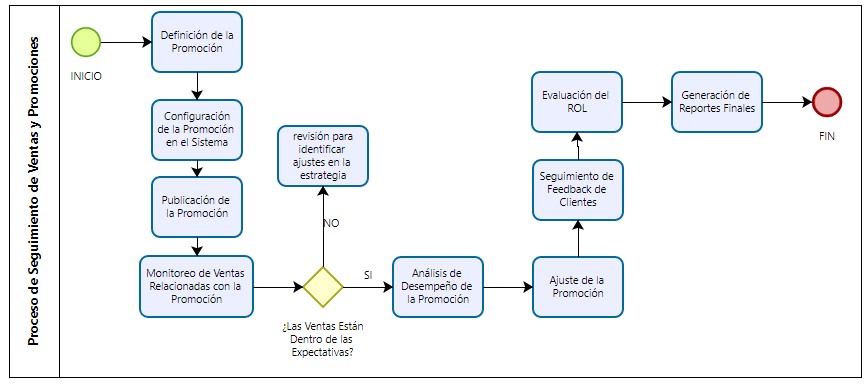 Proceso de Seguimiento de Ventas y Promociones
INICIO
Definición de la
Promoción
Configuración
de la Promoción
en el Sistema
Publicación de
la Promoción
Monitoreo de Ventas
Relacionadas con la
Promoción
¿Las Ventas Están
Dentro de las
Expectativas?
NO
revisión para
identificar
ajustes en la
estrategia
SI
Análisis de
Desempeño de
la Promoción
Ajuste de la
Promoción
Seguimiento de
Feedback de
Clientes
Evaluación del
ROL
Generación de
Reportes Finales
FIN